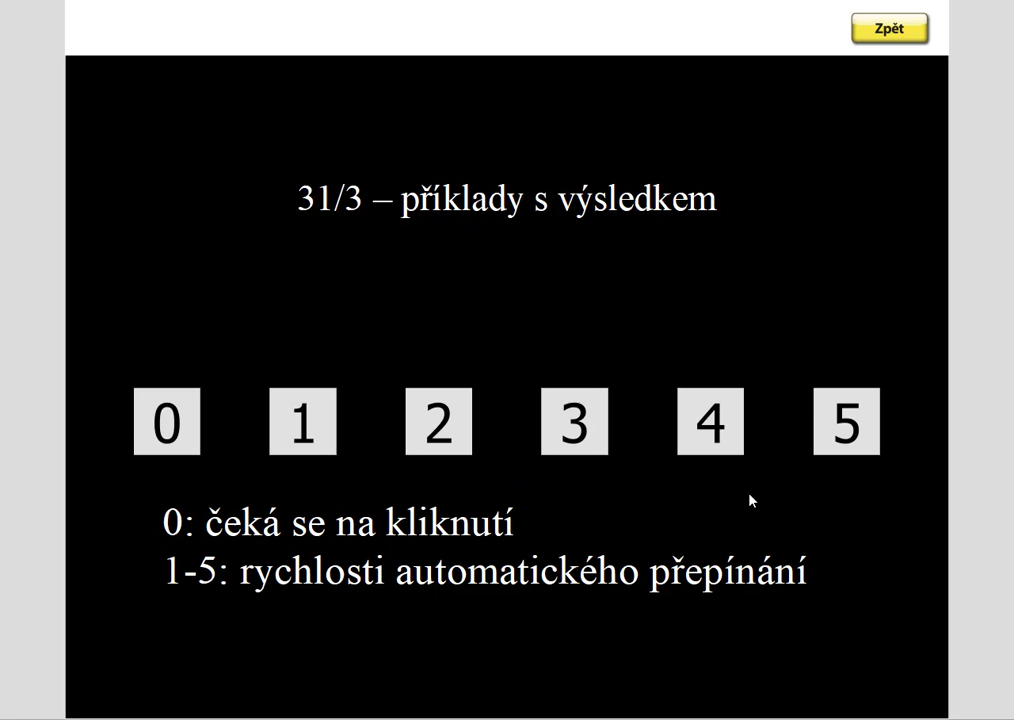 Zpět
31/3 – příklady s výsledkem
0 1 2 3 4 5
0: čeká se na kliknutí
1-5: rychlosti automatického přepínání